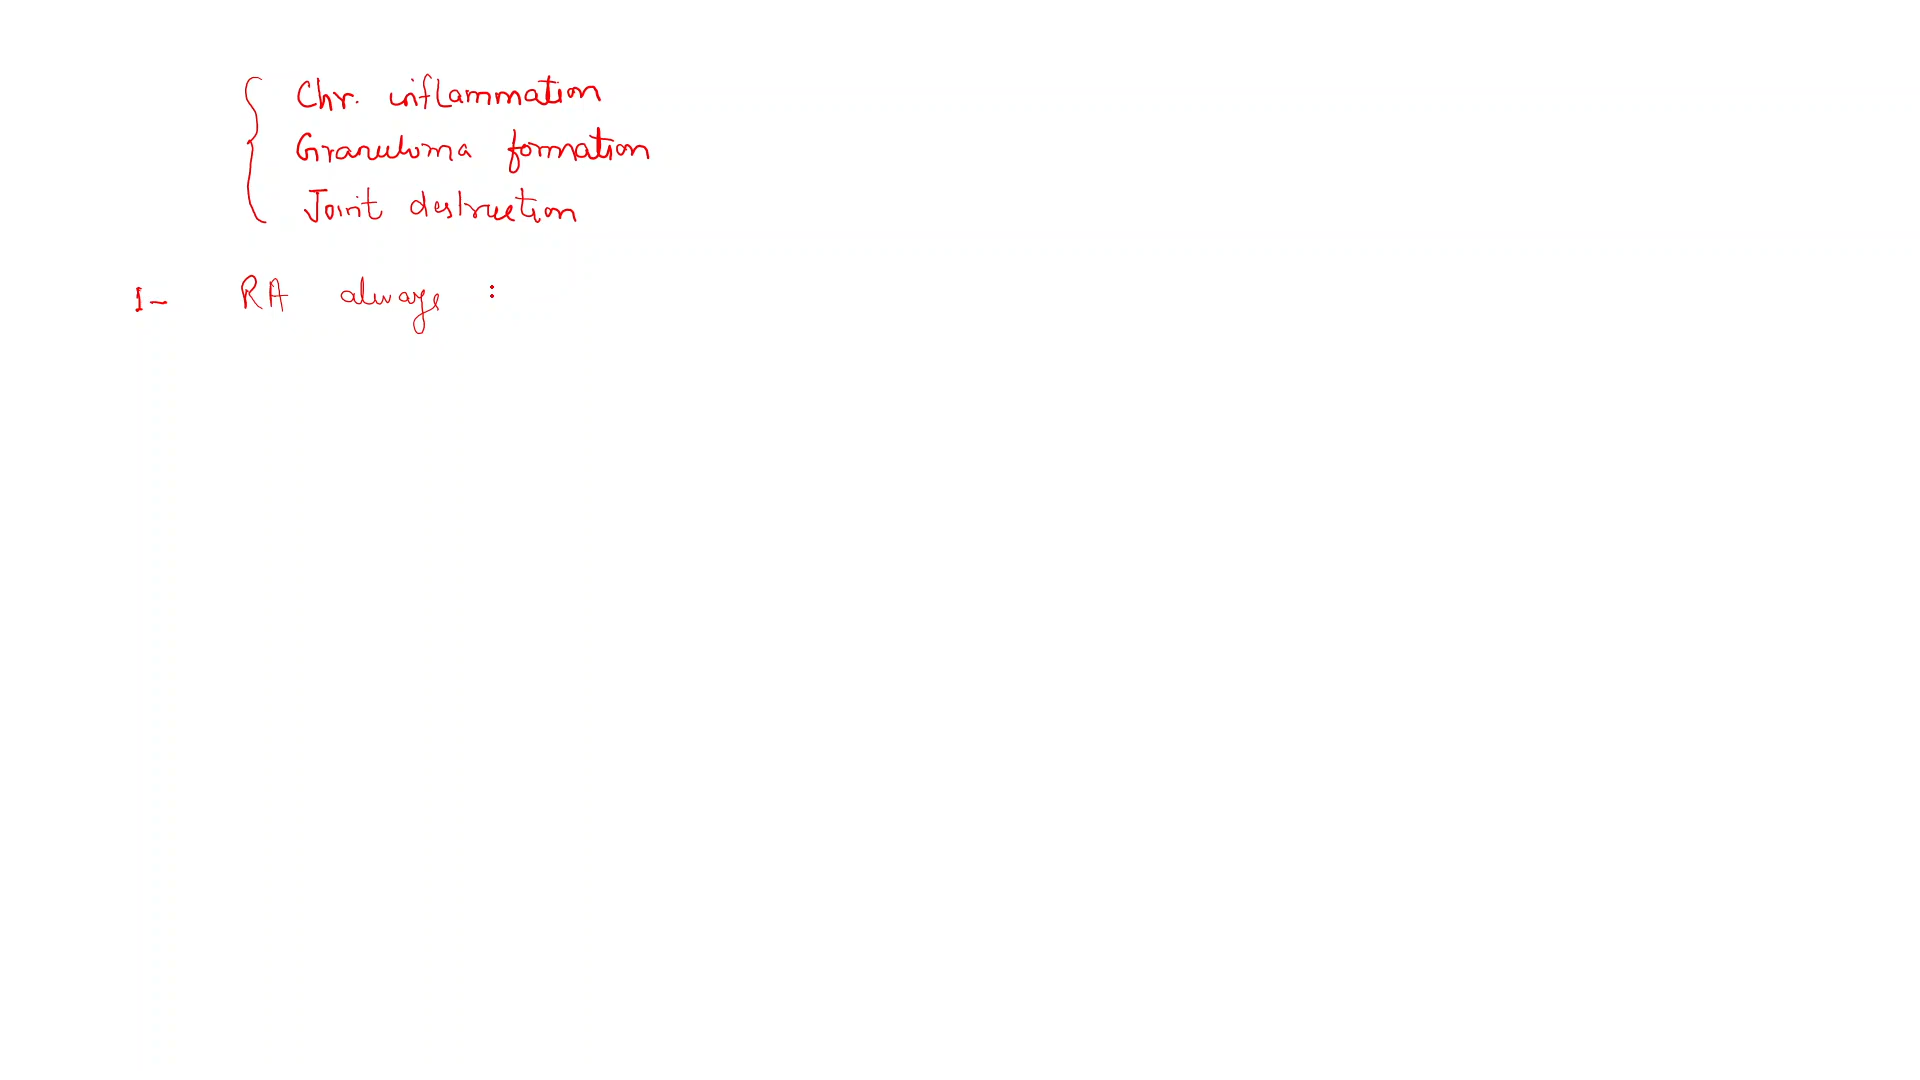 Chr. inflammation
Granuloma formation
Joint destruction
1- RA always :